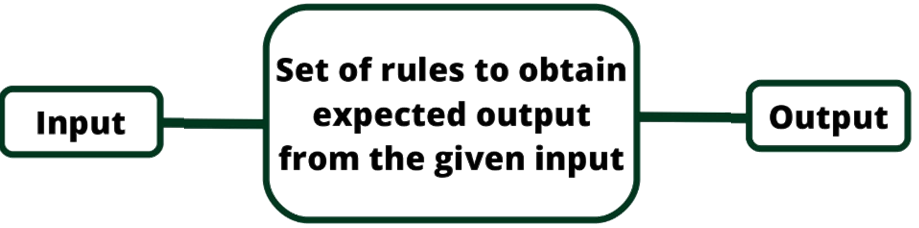 Input
Set of rules to obtain
expected output
from the given input
Output